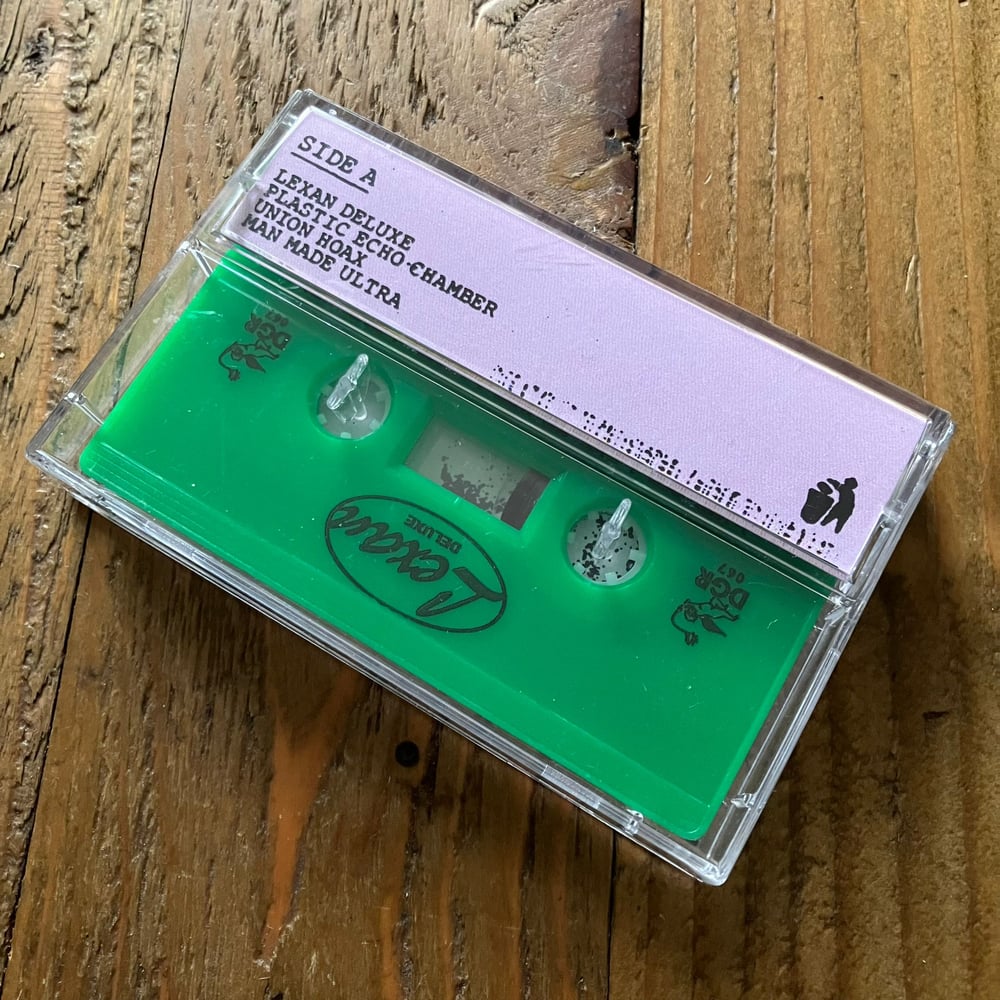 SIDE A
LEXAN DELUXE
PLASTIC ECHO-CHAMBER
UNION HOAX
MAN MADE ULTRA
DGR
067
Lexan
DELUXE
DGR
067